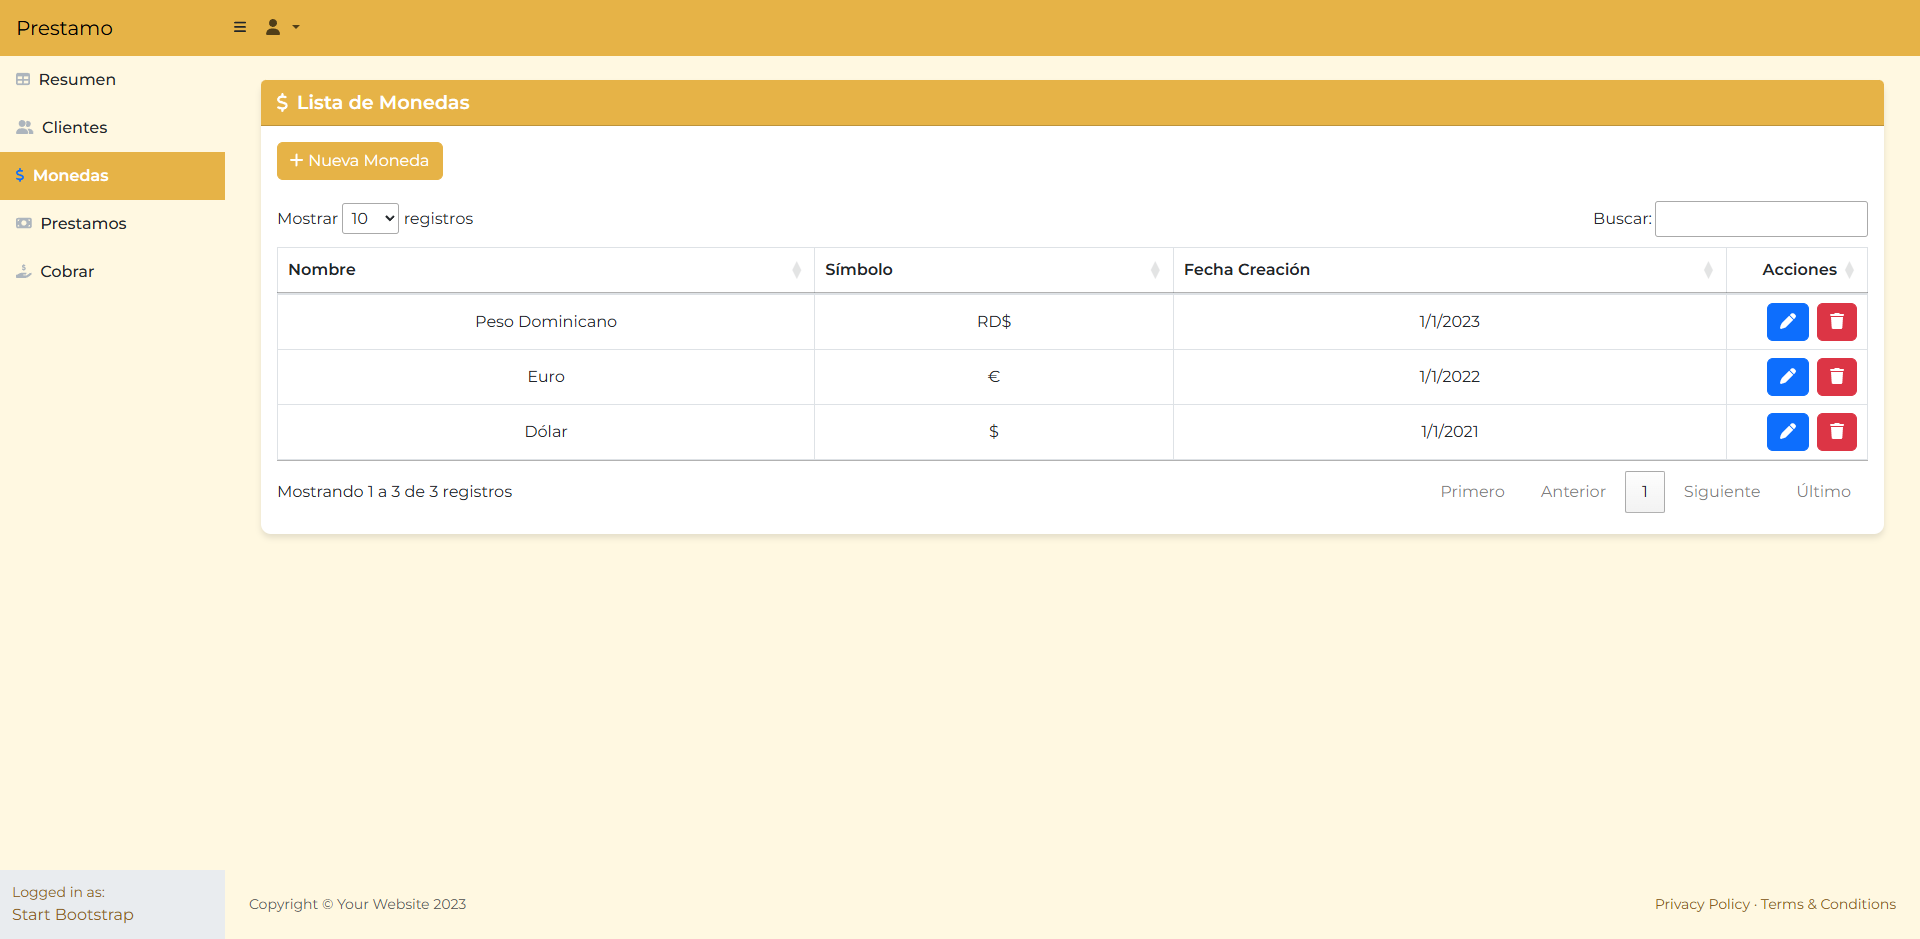 Prestamo
Resumen
Clientes
Monedas
Prestamos
Cobrar
Logged in as:
Start Bootstrap
$ Lista de Monedas
+ Nueva Moneda
Mostrar 10 registros
Buscar:
Nombre Símbolo Fecha Creación Acciones
Peso Dominicano RD$ 1/1/2023
Euro € 1/1/2022
Dólar $ 1/1/2021
Mostrando 1 a 3 de 3 registros
Primero Anterior 1 Siguiente Último
Copyright © Your Website 2023
Privacy Policy · Terms & Conditions